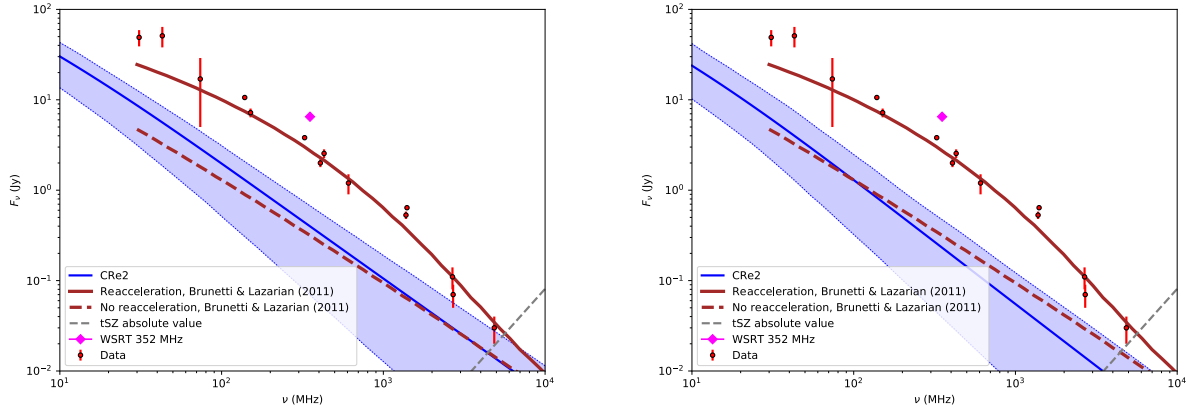 10²
10¹
10⁰
10⁻¹
10⁻²
F_ν (Jy)
CRe2
Reacceleration, Brunetti & Lazarian (2011)
No reacceleration, Brunetti & Lazarian (2011)
tSZ absolute value
WSRT 352 MHz
Data
10¹ 10² 10³ 10⁴
ν (MHz)
10²
10¹
10⁰
10⁻¹
10⁻²
F_ν (Jy)
CRe2
Reacceleration, Brunetti & Lazarian (2011)
No reacceleration, Brunetti & Lazarian (2011)
tSZ absolute value
WSRT 352 MHz
Data
10¹ 10² 10³ 10⁴
ν (MHz)